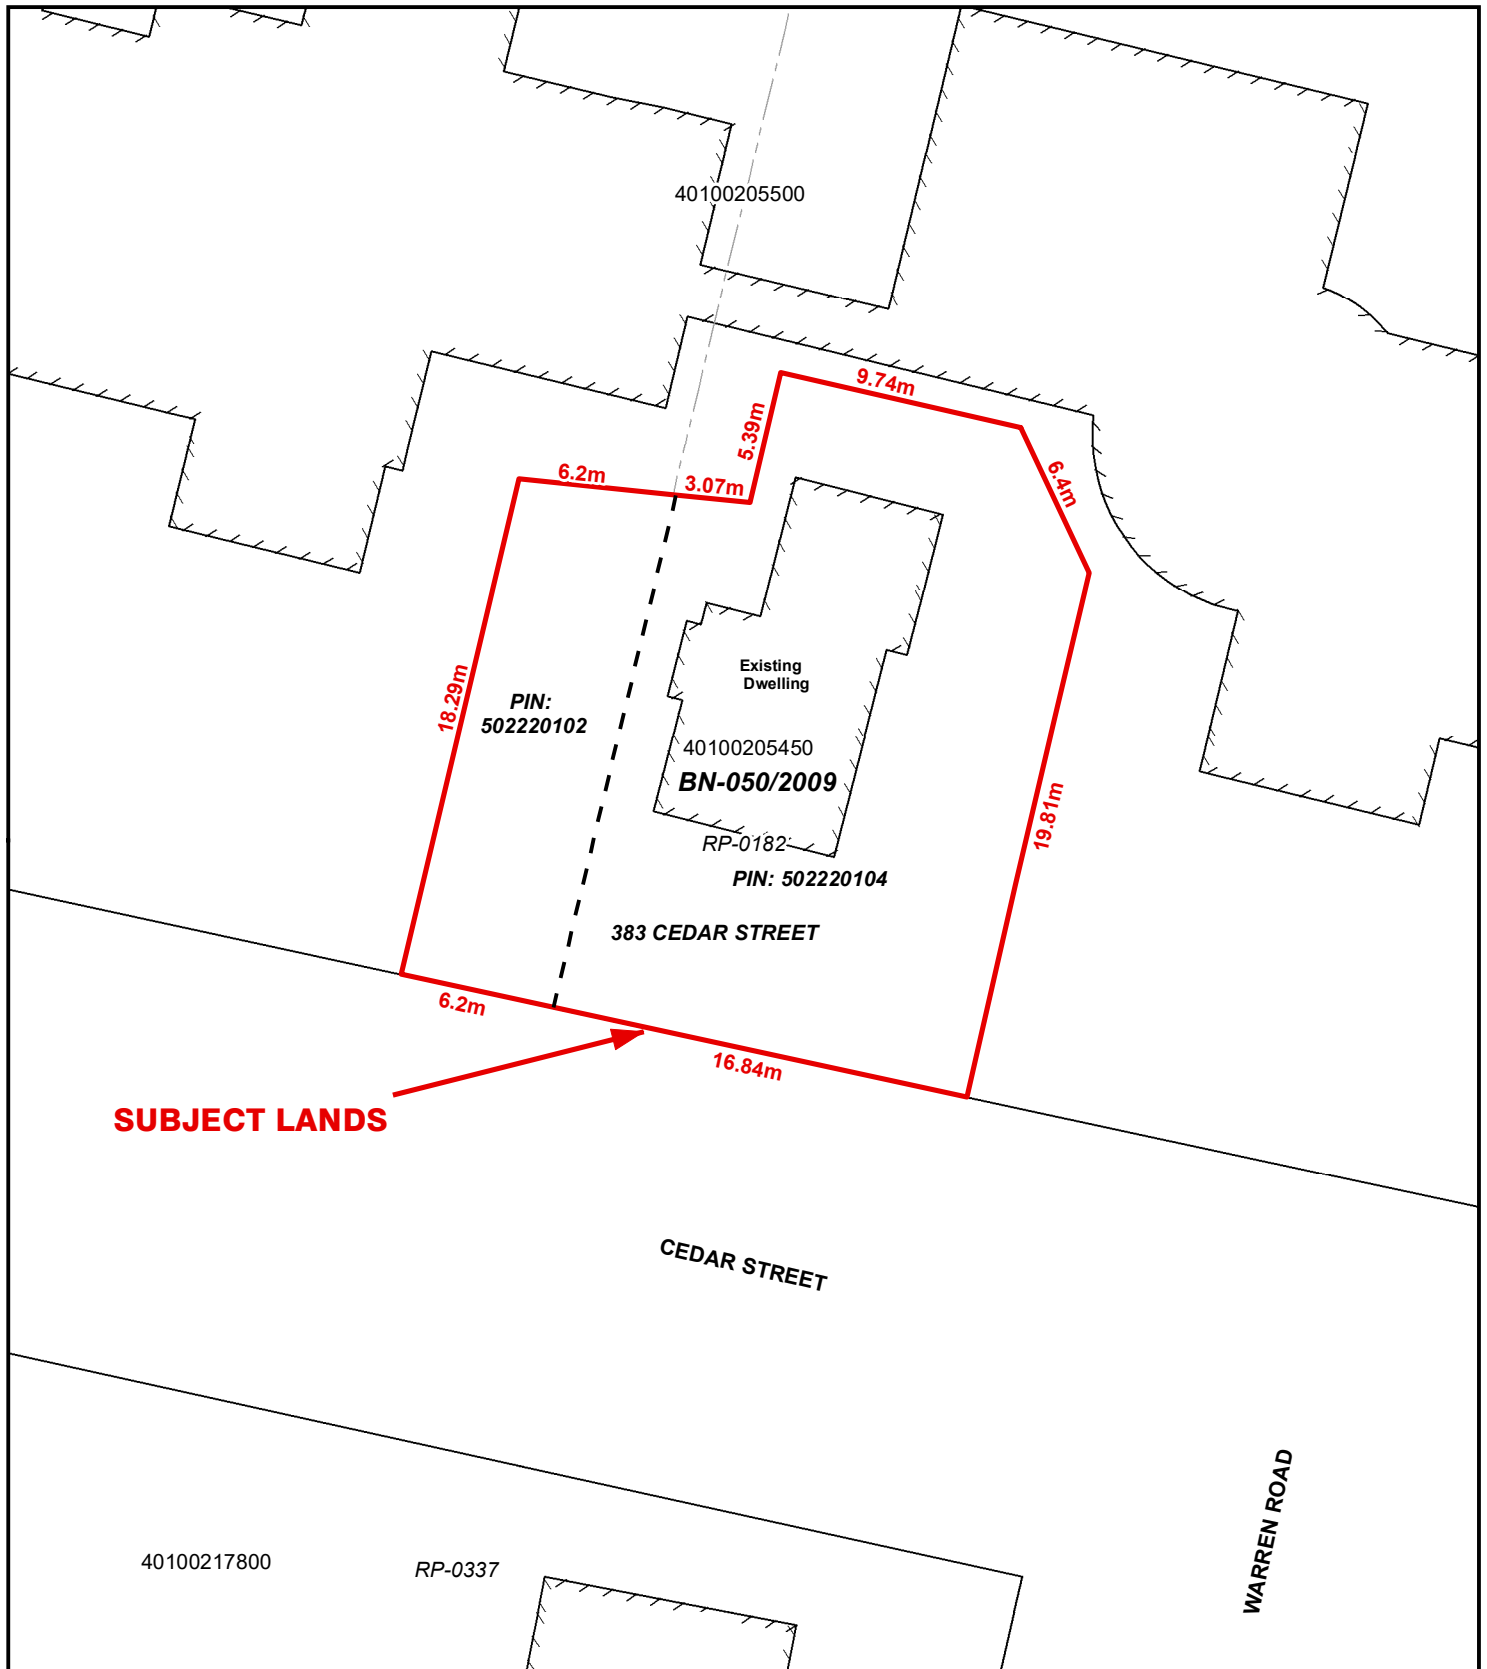 40100205500
9.74m
5.39m
6.2m
3.07m
6.4m
Existing
Dwelling
18.29m
PIN:
502220102
40100205450
BN-050/2009
19.81m
RP-0182
PIN: 502220104
383 CEDAR STREET
6.2m
16.84m
SUBJECT LANDS
CEDAR STREET
WARREN ROAD
40100217800
RP-0337